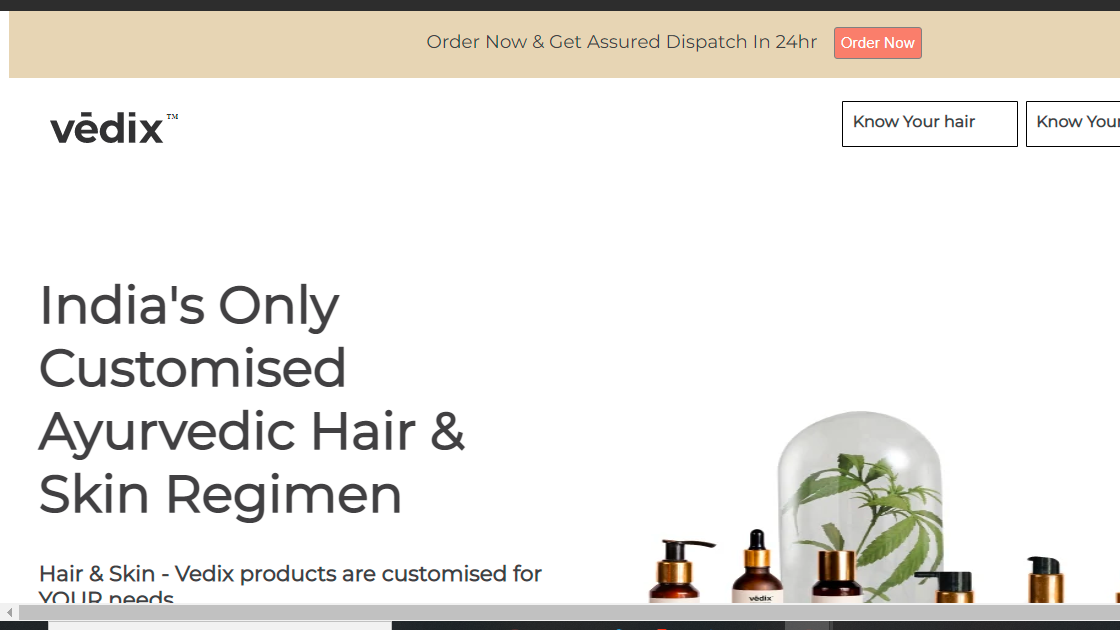 Order Now & Get Assured Dispatch In 24hr Order Now
vēdix™
Know Your hair
Know Your
India's Only
Customised
Ayurvedic Hair &
Skin Regimen
Hair & Skin - Vedix products are customised for
YOUR needs
vēdix